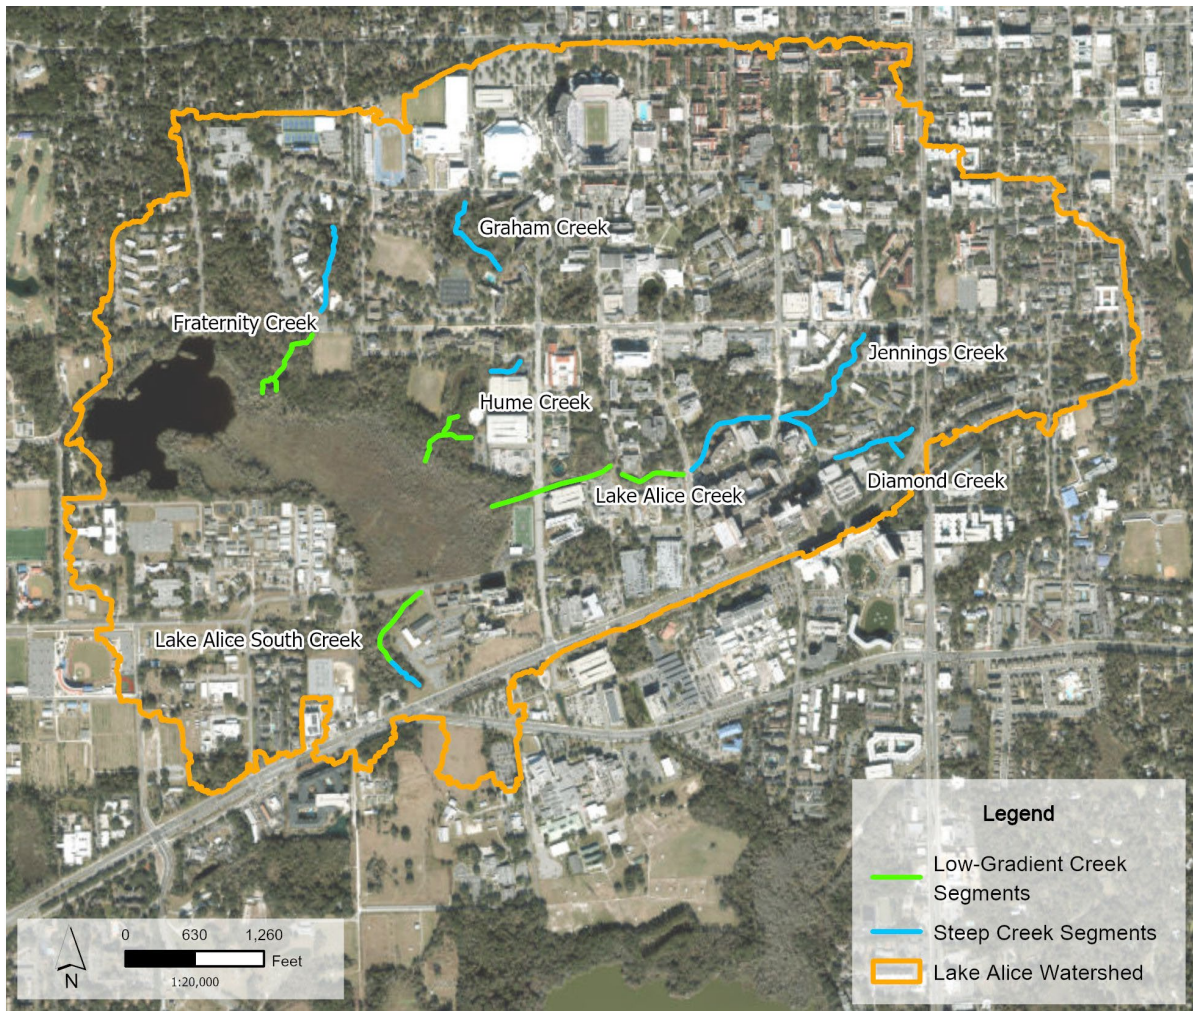 Graham Creek
Fraternity Creek
Jennings Creek
Hume Creek
Diamond Creek
Lake Alice Creek
Lake Alice South Creek
Legend
Low-Gradient Creek
Segments
Steep Creek Segments
Lake Alice Watershed
0 630 1,260
Feet
N
1:20,000